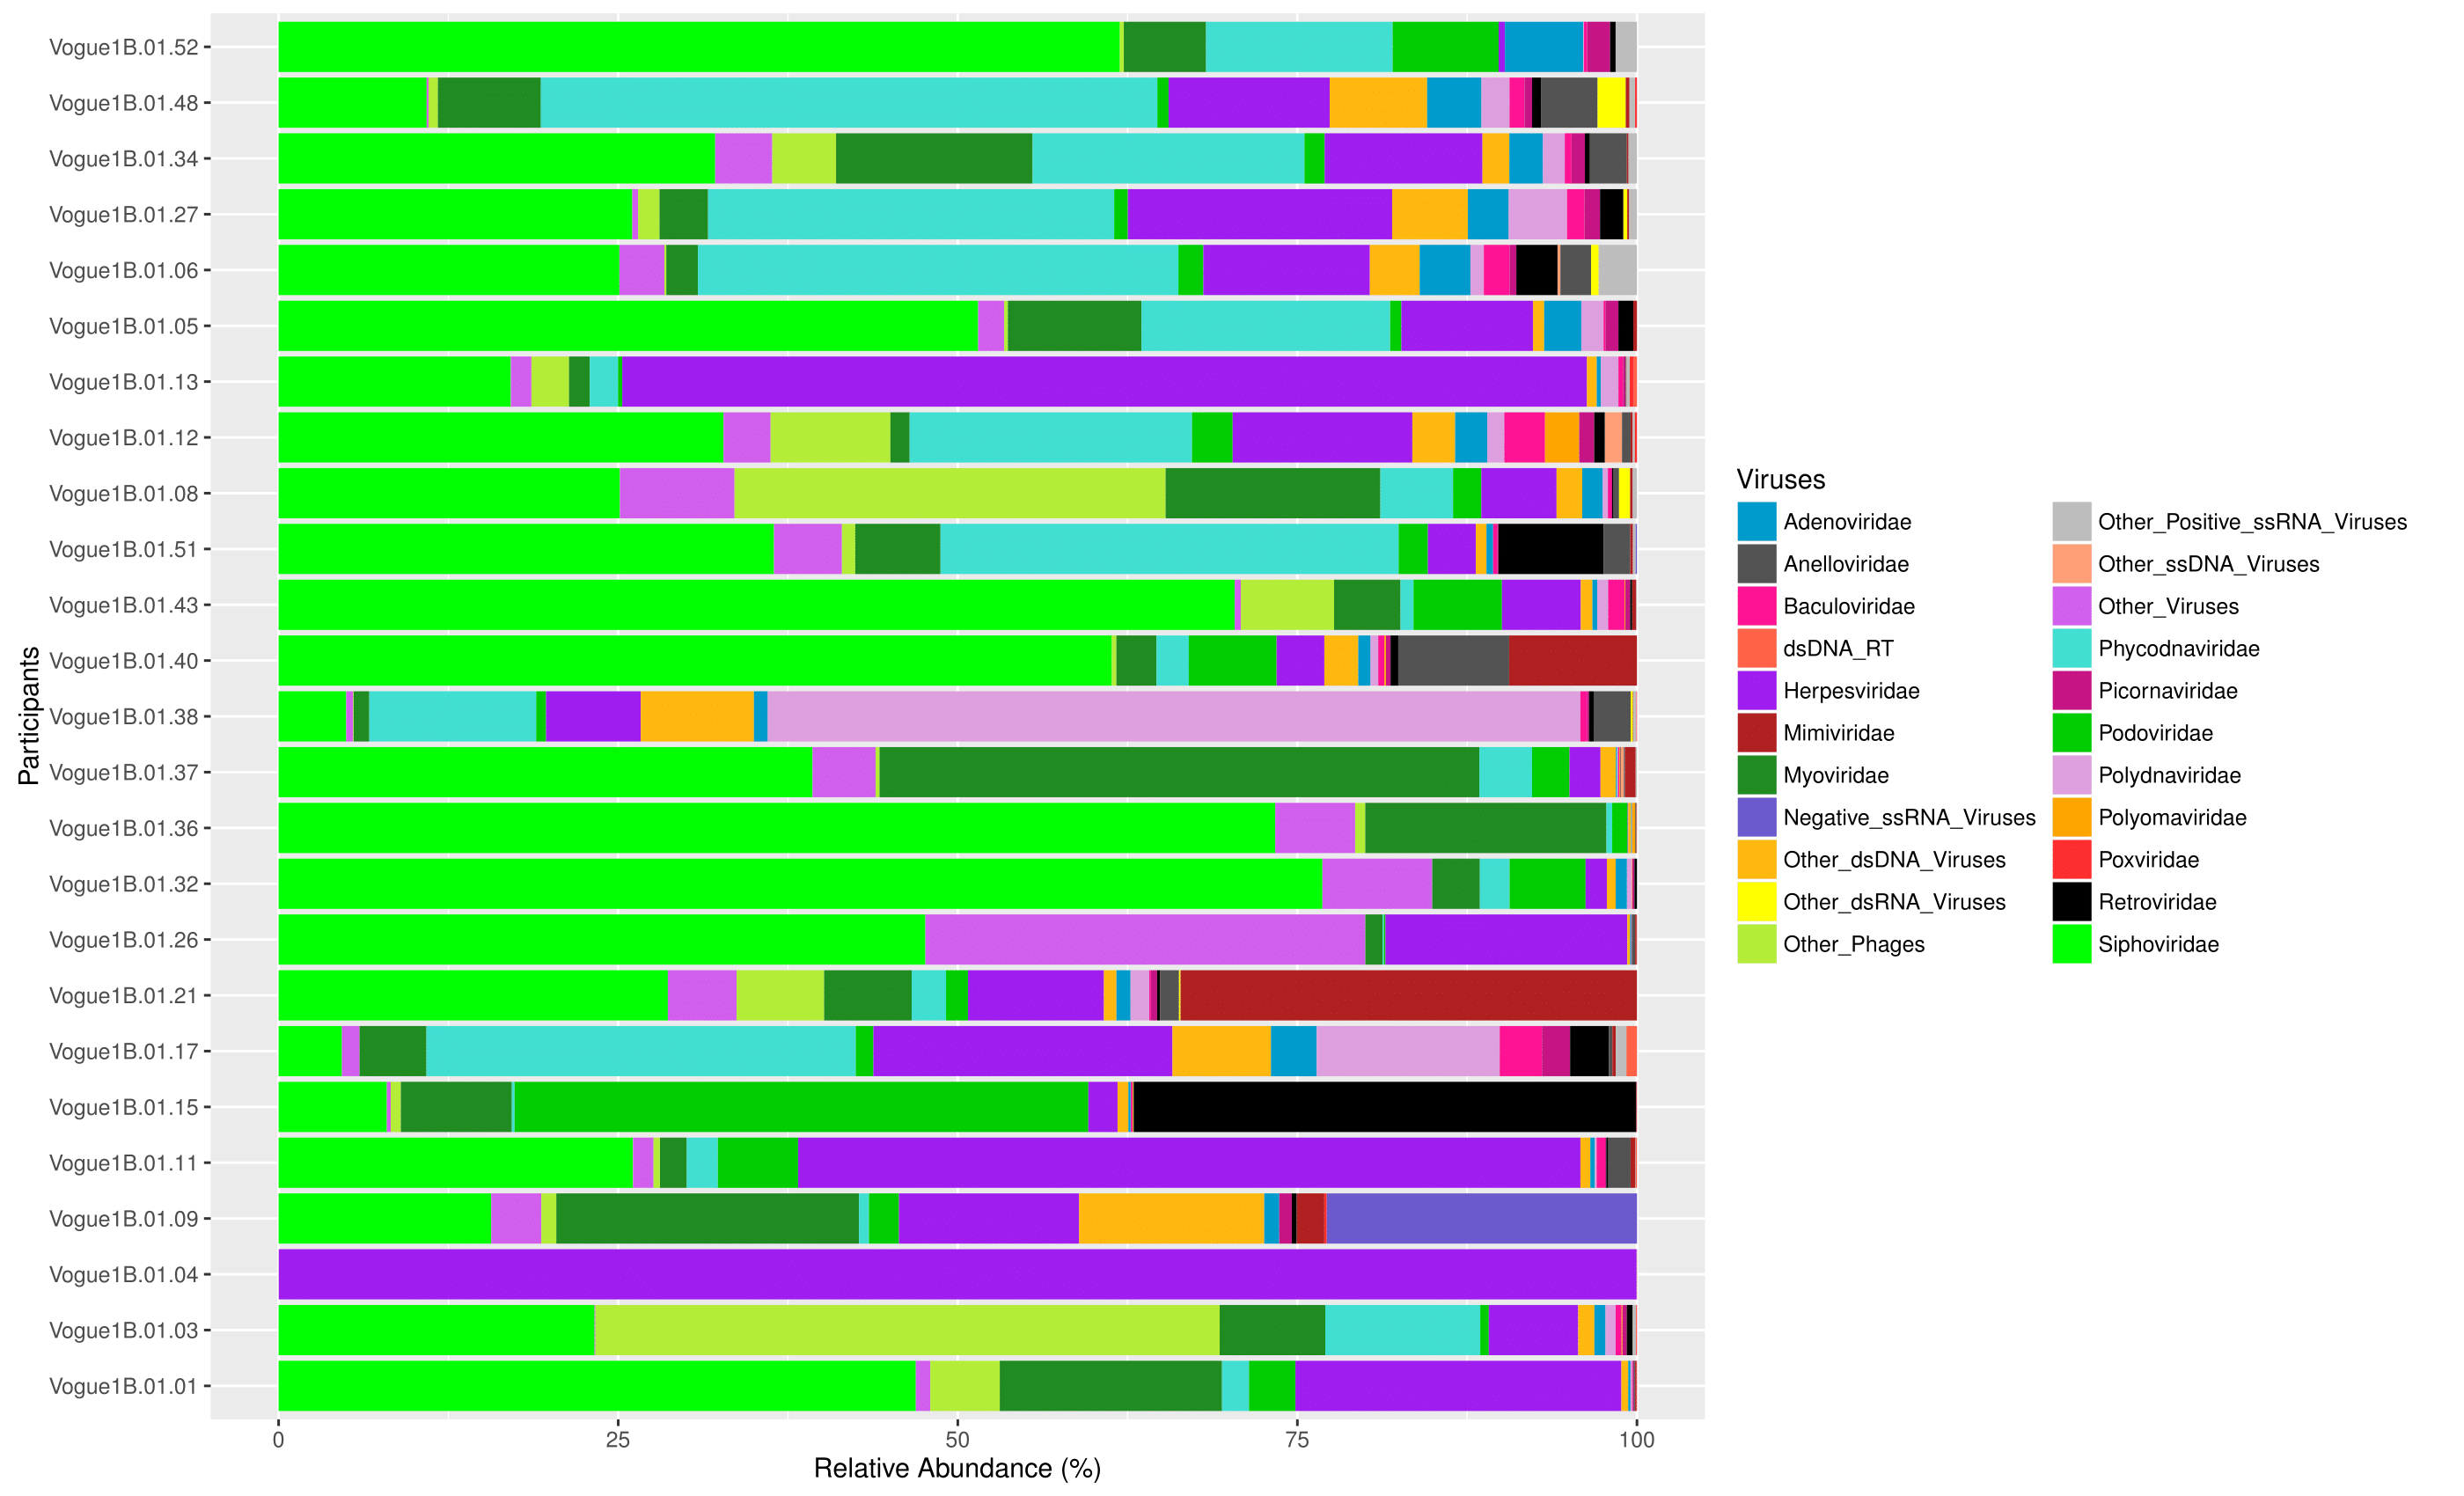 Vogue1B.01.52
Vogue1B.01.48
Vogue1B.01.34
Vogue1B.01.27
Vogue1B.01.06
Vogue1B.01.05
Vogue1B.01.13
Vogue1B.01.12
Vogue1B.01.08
Vogue1B.01.51
Vogue1B.01.43
Vogue1B.01.40
Vogue1B.01.38
Vogue1B.01.37
Vogue1B.01.36
Vogue1B.01.32
Vogue1B.01.26
Vogue1B.01.21
Vogue1B.01.17
Vogue1B.01.15
Vogue1B.01.11
Vogue1B.01.09
Vogue1B.01.04
Vogue1B.01.03
Vogue1B.01.01
Participants
0 25 50 75 100
Relative Abundance (%)
Viruses
Adenoviridae
Anelloviridae
Baculoviridae
dsDNA_RT
Herpesviridae
Mimiviridae
Myoviridae
Negative_ssRNA_Viruses
Other_dsDNA_Viruses
Other_dsRNA_Viruses
Other_Phages
Other_Positive_ssRNA_Viruses
Other_ssDNA_Viruses
Other_Viruses
Phycodnaviridae
Picornaviridae
Podoviridae
Polydnaviridae
Polyomaviridae
Poxviridae
Retroviridae
Siphoviridae